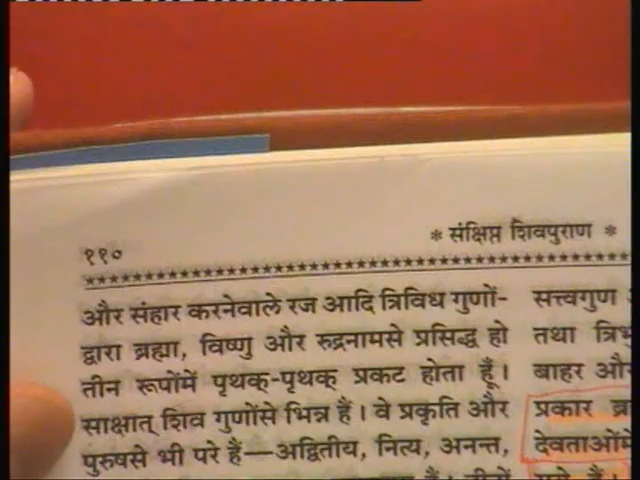 ११०
* संक्षिप्त शिवपुराण *
और संहार करनेवाले रज आदि त्रिविध गुणों-
द्वारा ब्रह्मा, विष्णु और रुद्रनामसे प्रसिद्ध हो
तीन रूपोंमें पृथक्-पृथक् प्रकट होता हूँ।
साक्षात् शिव गुणोंसे भिन्न हैं। वे प्रकृति और
पुरुषसे भी परे हैं—अद्वितीय, नित्य, अनन्त,
सत्त्वगुण
तथा
बाहर
प्रकार